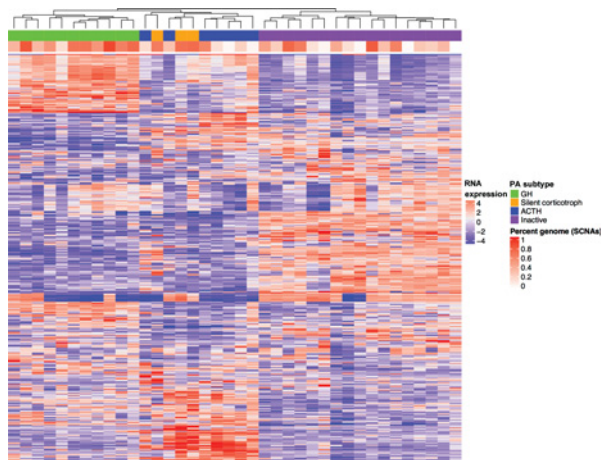 RNA
expression
4
2
0
−2
−4
PA subtype
GH
Silent corticotroph
ACTH
Inactive
Percent genome (SCNAs)
1
0.8
0.6
0.4
0.2
0